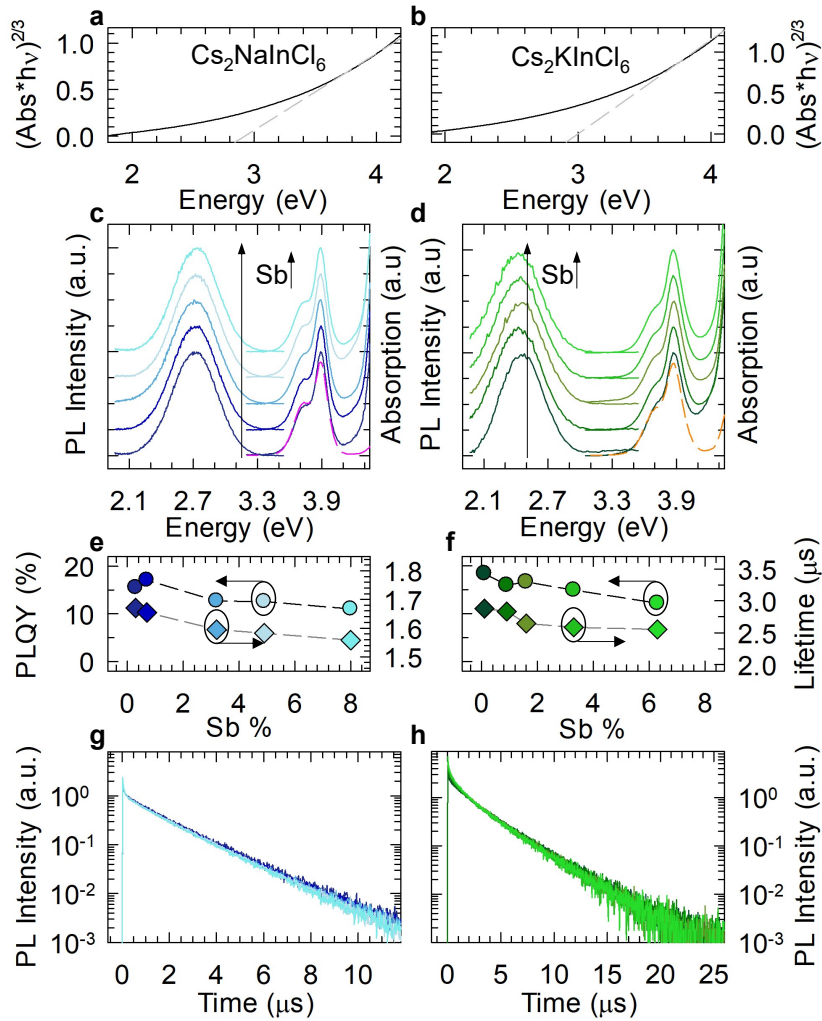 a
b
(Abs*hν)2/3
1.0
0.5
0.0
Cs2NaInCl6
2
3
4
Energy (eV)
Cs2KInCl6
2
3
4
Energy (eV)
1.0
0.5
0.0
(Abs*hν)2/3
c
d
PL Intensity (a.u.)
Sb
Absorption (a.u)
2.1
2.7
3.3
3.9
Energy (eV)
PL Intensity (a.u.)
Sb
Absorption (a.u)
2.1
2.7
3.3
3.9
Energy (eV)
e
f
PLQY (%)
20
10
0
1.8
1.7
1.6
1.5
0
2
4
6
8
Sb %
3.5
3.0
2.5
2.0
Lifetime (μs)
0
2
4
6
8
Sb %
g
h
PL Intensity (a.u.)
100
10-1
10-2
10-3
0
2
4
6
8
10
Time (μs)
100
10-1
10-2
10-3
PL Intensity (a.u.)
0
5
10
15
20
25
Time (μs)